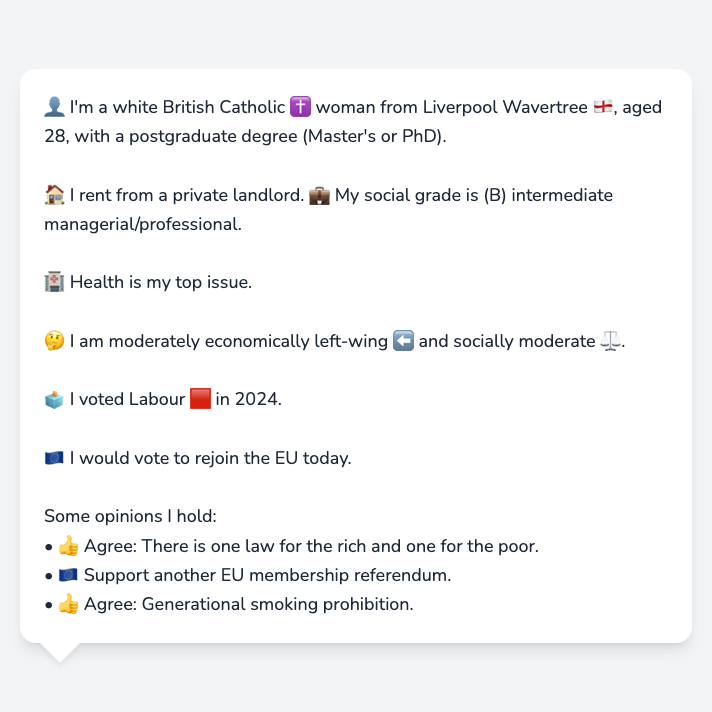 👤 I'm a white British Catholic ✝️ woman from Liverpool Wavertree 🏴󠁧󠁢󠁥󠁮󠁧󠁿, aged
28, with a postgraduate degree (Master's or PhD).
🏠 I rent from a private landlord. 💼 My social grade is (B) intermediate
managerial/professional.
🏥 Health is my top issue.
🤔 I am moderately economically left-wing ⬅️ and socially moderate ⚖️.
🗳️ I voted Labour 🟥 in 2024.
🇪🇺 I would vote to rejoin the EU today.
Some opinions I hold:
• 👍 Agree: There is one law for the rich and one for the poor.
• 🇪🇺 Support another EU membership referendum.
• 👍 Agree: Generational smoking prohibition.